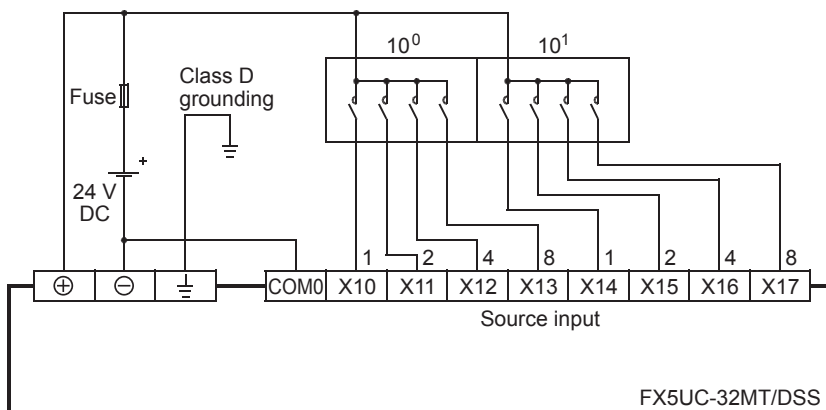 10⁰ 10¹
Class D
grounding
Fuse
+
24 V
DC
1 2 4 8 1 2 4 8
⊕ ⊖ COM0 X10 X11 X12 X13 X14 X15 X16 X17
Source input
FX5UC-32MT/DSS